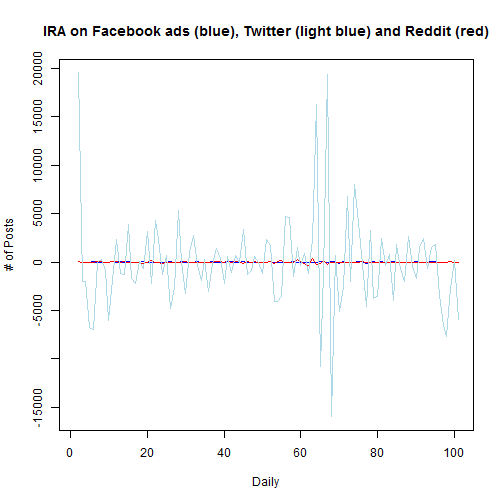 IRA on Facebook ads (blue), Twitter (light blue) and Reddit (red)
# of Posts
20000
15000
10000
5000
0
-5000
-15000
0 20 40 60 80 100
Daily